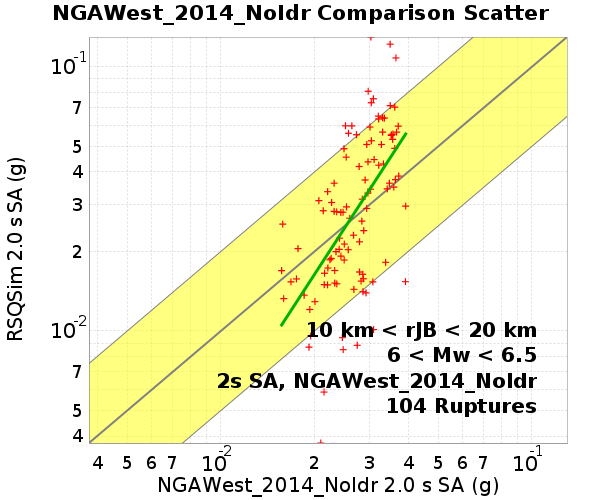 NGAWest_2014_NoIdr Comparison Scatter
RSQSim 2.0 s SA (g)
10-1
7
5
4
3
2
10-2
7
5
4
10 km < rJB < 20 km
6 < Mw < 6.5
2s SA, NGAWest_2014_NoIdr
104 Ruptures
4 5 6 7 10-2 2 3 4 5 6 7 10-1
NGAWest_2014_NoIdr 2.0 s SA (g)